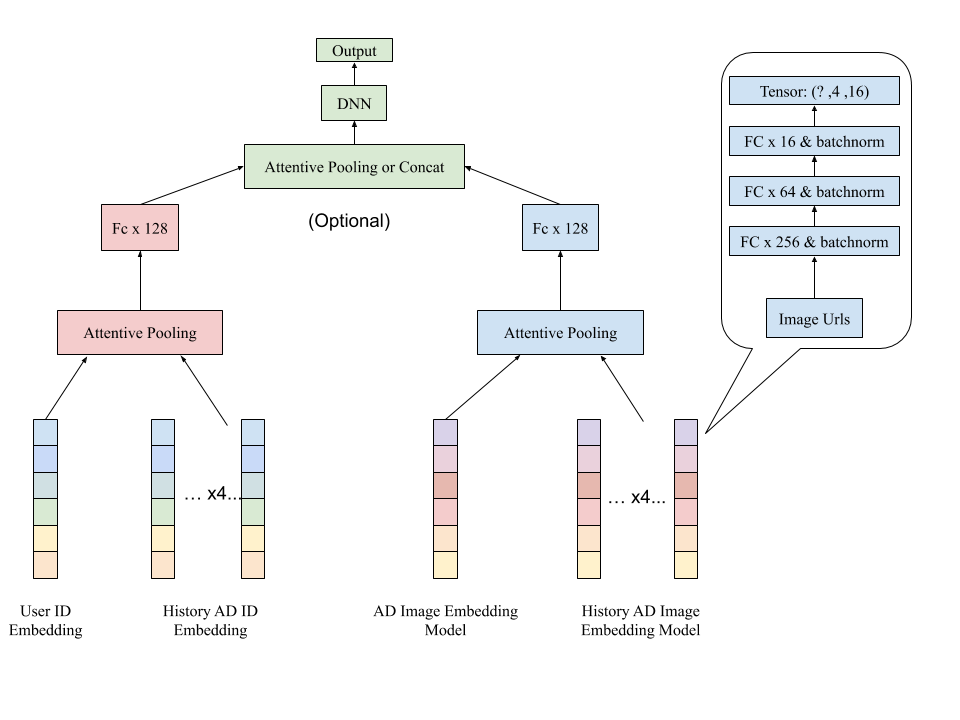 Output
DNN
Attentive Pooling or Concat
(Optional)
Fc x 128
Fc x 128
Attentive Pooling
Attentive Pooling
Tensor: (? ,4 ,16)
FC x 16 & batchnorm
FC x 64 & batchnorm
FC x 256 & batchnorm
Image Urls
… x4...
… x4...
User ID
Embedding
History AD ID
Embedding
AD Image Embedding
Model
History AD Image
Embedding Model